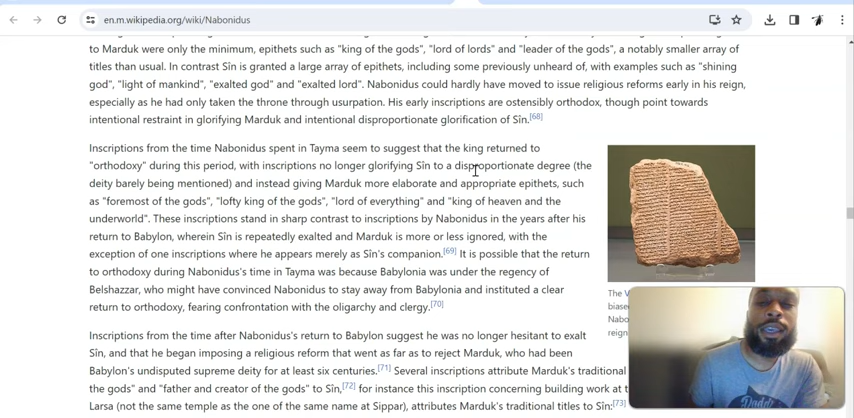 en.m.wikipedia.org/wiki/Nabonidus
to Marduk were only the minimum, epithets such as "king of the gods", "lord of lords" and "leader of the gods", a notably smaller array of
titles than usual. In contrast Sîn is granted a large array of epithets, including some previously unheard of, with examples such as "shining
god", "light of mankind", "exalted god" and "exalted lord". Nabonidus could hardly have moved to issue religious reforms early in his reign,
especially as he had only taken the throne through usurpation. His early inscriptions are ostensibly orthodox, though point towards
intentional restraint in glorifying Marduk and intentional disproportionate glorification of Sîn.[68]
Inscriptions from the time Nabonidus spent in Tayma seem to suggest that the king returned to
"orthodoxy" during this period, with inscriptions no longer glorifying Sîn to a disproportionate degree (the
deity barely being mentioned) and instead giving Marduk more elaborate and appropriate epithets, such
as "foremost of the gods", "lofty king of the gods", "lord of everything" and "king of heaven and the
underworld". These inscriptions stand in sharp contrast to inscriptions by Nabonidus in the years after his
return to Babylon, wherein Sîn is repeatedly exalted and Marduk is more or less ignored, with the
exception of one inscriptions where he appears merely as Sîn's companion.[69] It is possible that the return
to orthodoxy during Nabonidus's time in Tayma was because Babylonia was under the regency of
Belshazzar, who might have convinced Nabonidus to stay away from Babylonia and instituted a clear
return to orthodoxy, fearing confrontation with the oligarchy and clergy.[70]
The V
biase
Nabo
reign
Inscriptions from the time after Nabonidus's return to Babylon suggest he was no longer hesitant to exalt
Sîn, and that he began imposing a religious reform that went as far as to reject Marduk, who had been
Babylon's undisputed supreme deity for at least six centuries.[71] Several inscriptions attribute Marduk's traditional
the gods" and "father and creator of the gods" to Sîn,[72] for instance this inscription concerning building work at t
Larsa (not the same temple as the one of the same name at Sippar), attributes Marduk's traditional titles to Sîn:[73]